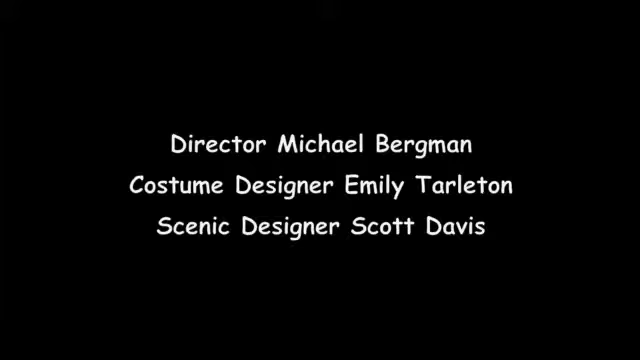 Director Michael Bergman
Costume Designer Emily Tarleton
Scenic Designer Scott Davis